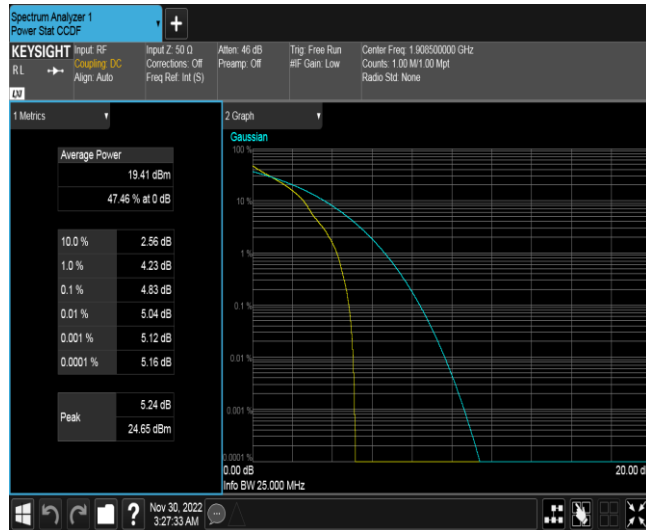 Spectrum Analyzer 1
Power Stat CCDF
+
KEYSIGHT
Input: RF
Coupling: DC
Align: Auto
Input Z: 50 Ω
Corrections: Off
Freq Ref: Int (S)
Atten: 46 dB
Preamp: Off
Trig: Free Run
#IF Gain: Low
Center Freq: 1.908500000 GHz
Counts: 1.00 M/1.00 Mpt
Radio Std: None
R L
LXI
1 Metrics
Average Power
19.41 dBm
47.46 % at 0 dB
10.0 % 2.56 dB
1.0 % 4.23 dB
0.1 % 4.83 dB
0.01 % 5.04 dB
0.001 % 5.12 dB
0.0001 % 5.16 dB
Peak
5.24 dB
24.65 dBm
2 Graph
Gaussian
100 %
10 %
1 %
0.1 %
0.01 %
0.001 %
0.0001 %
0.00 dB
20.00 d
Info BW 25.000 MHz
?
Nov 30, 2022
3:27:33 AM